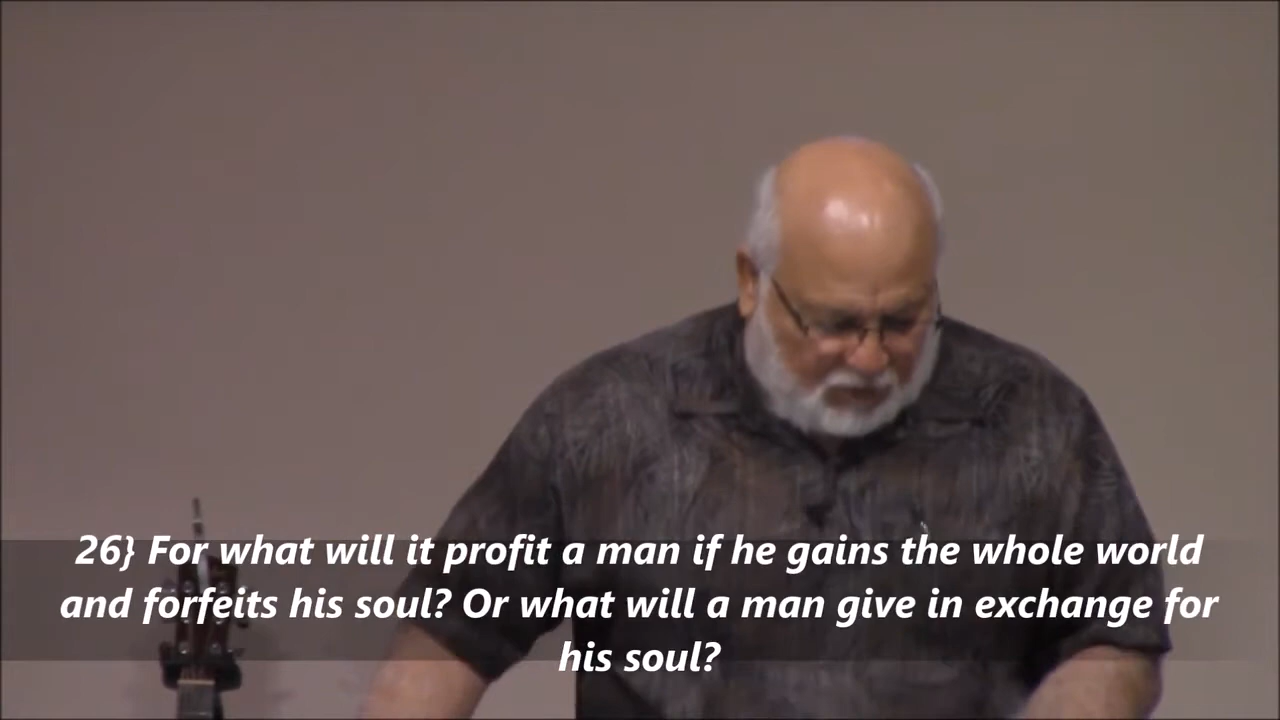 26} For what will it profit a man if he gains the whole world
and forfeits his soul? Or what will a man give in exchange for
his soul?